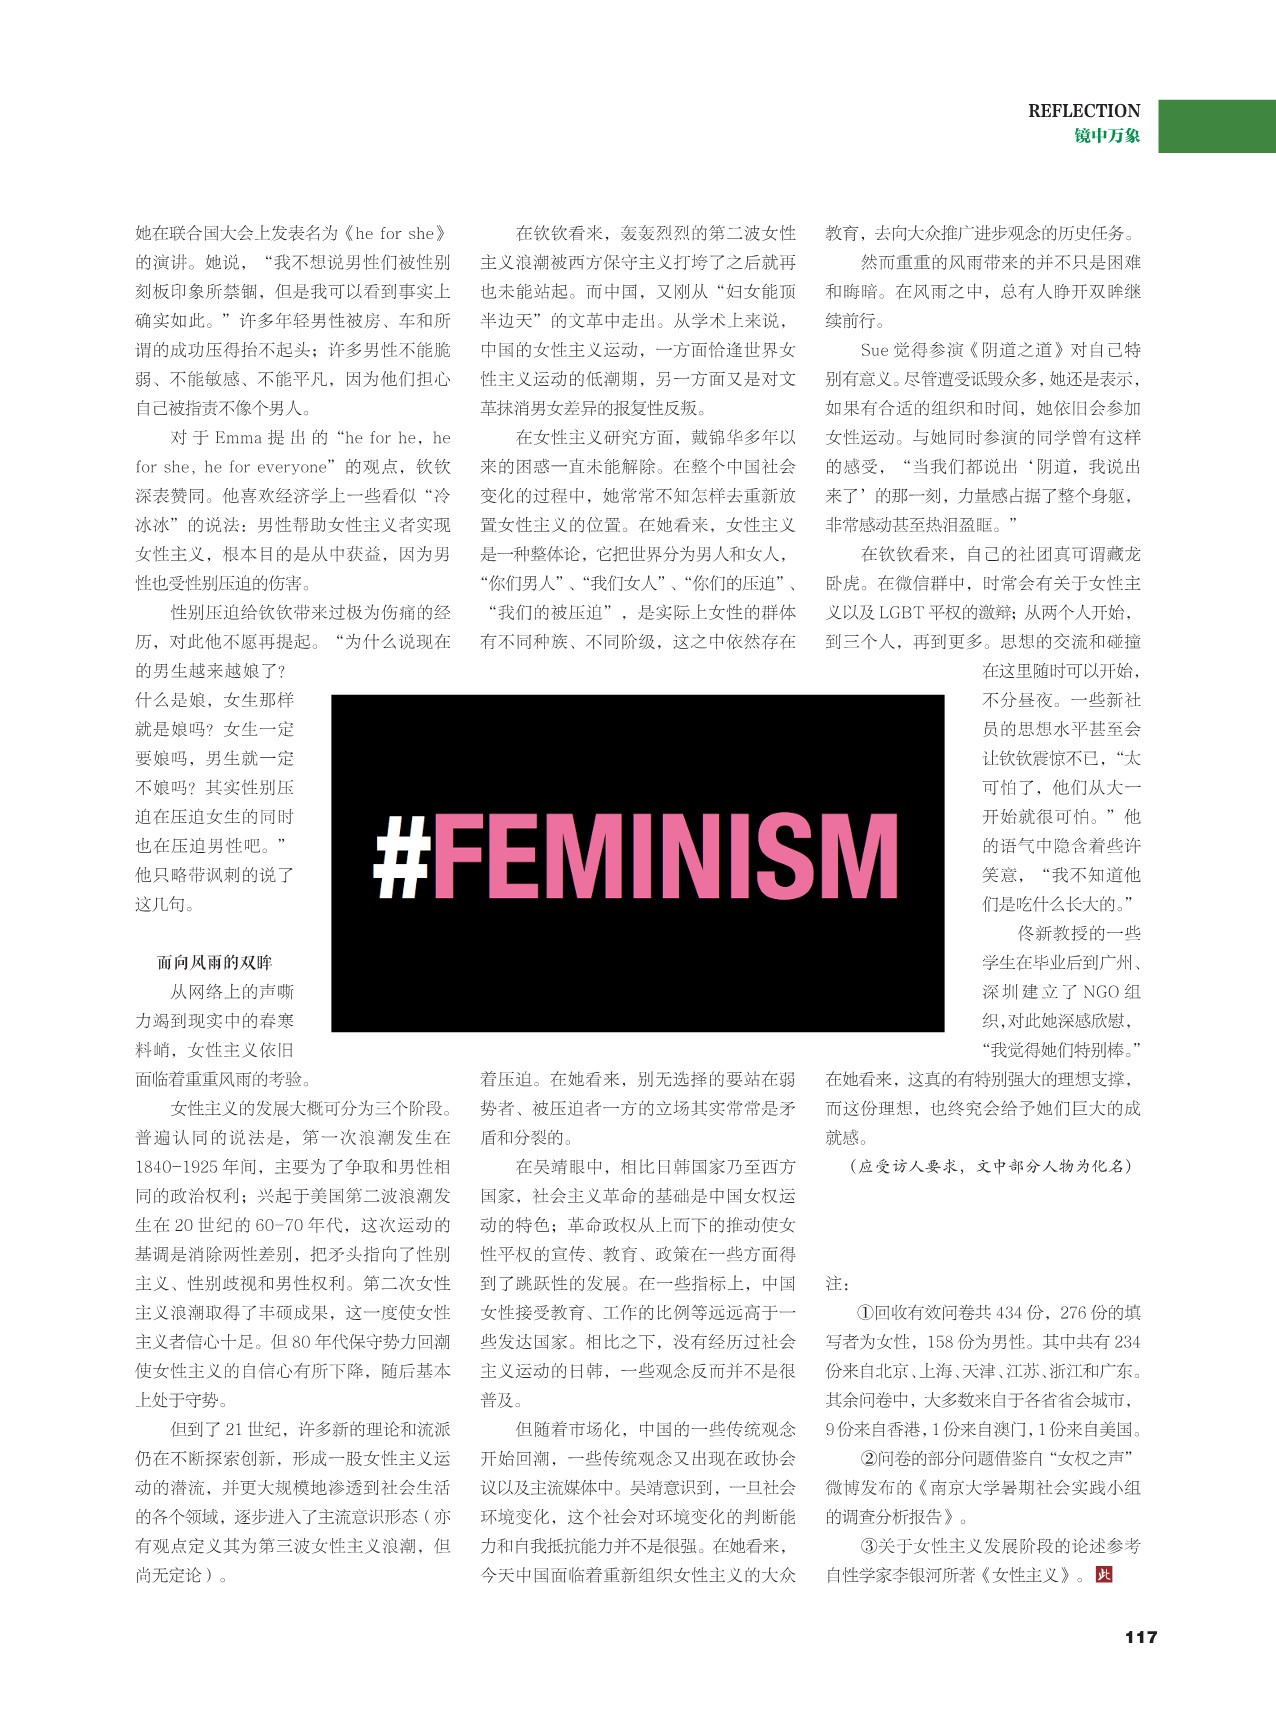 REFLECTION
镜中万象
她在联合国大会上发表名为《he for she》
的演讲。她说，“我不想说男性们被性别
刻板印象所禁锢，但是我可以看到事实上
确实如此。”许多年轻男性被房、车和所
谓的成功压得抬不起头；许多男性不能脆
弱、不能敏感、不能平凡，因为他们担心
自己被指责不像个男人。
对于 Emma 提出的“he for he, he
for she, he for everyone”的观点，钦钦
深表赞同。他喜欢经济学上一些看似“冷
冰冰”的说法：男性帮助女性主义者实现
女性主义，根本目的是从中获益，因为男
性也受性别压迫的伤害。
性别压迫给钦钦带来过极为伤痛的经
历，对此他不愿再提起。“为什么说现在
的男生越来越娘了？
什么是娘，女生那样
就是娘吗？女生一定
要娘吗，男生就一定
不娘吗？其实性别压
迫在压迫女生的同时
也在压迫男性吧。”
他只略带讽刺的说了
这几句。
面向风雨的双眸
从网络上的声嘶
力竭到现实中的春寒
料峭，女性主义依旧
面临着重重风雨的考验。
女性主义的发展大概可分为三个阶段。
普遍认同的说法是，第一次浪潮发生在
1840-1925 年间，主要为了争取和男性相
同的政治权利；兴起于美国第二波浪潮发
生在 20 世纪的 60-70 年代，这次运动的
基调是消除两性差别，把矛头指向了性别
主义、性别歧视和男性权利。第二次女性
主义浪潮取得了丰硕成果，这一度使女性
主义者信心十足。但 80 年代保守势力回潮
使女性主义的自信心有所下降，随后基本
上处于守势。
但到了 21 世纪，许多新的理论和流派
仍在不断探索创新，形成一股女性主义运
动的潜流，并更大规模地渗透到社会生活
的各个领域，逐步进入了主流意识形态（亦
有观点定义其为第三波女性主义浪潮，但
尚无定论）。
在钦钦看来，轰轰烈烈的第二波女性
主义浪潮被西方保守主义打垮了之后就再
也未能站起。而中国，又刚从“妇女能顶
半边天”的文革中走出。从学术上来说，
中国的女性主义运动，一方面恰逢世界女
性主义运动的低潮期，另一方面又是对文
革抹消男女差异的报复性反叛。
在女性主义研究方面，戴锦华多年以
来的困惑一直未能解除。在整个中国社会
变化的过程中，她常常不知怎样去重新放
置女性主义的位置。在她看来，女性主义
是一种整体论，它把世界分为男人和女人，
“你们男人”、“我们女人”、“你们的压迫”、
“我们的被压迫”，是实际上女性的群体
有不同种族、不同阶级，这之中依然存在
#FEMINISM
着压迫。在她看来，别无选择的要站在弱
势者、被压迫者一方的立场其实常常是矛
盾和分裂的。
在吴靖眼中，相比日韩国家乃至西方
国家，社会主义革命的基础是中国女权运
动的特色；革命政权从上而下的推动使女
性平权的宣传、教育、政策在一些方面得
到了跳跃性的发展。在一些指标上，中国
女性接受教育、工作的比例等远远高于一
些发达国家。相比之下，没有经历过社会
主义运动的日韩，一些观念反而并不是很
普及。
但随着市场化，中国的一些传统观念
开始回潮，一些传统观念又出现在政协会
议以及主流媒体中。吴靖意识到，一旦社会
环境变化，这个社会对环境变化的判断能
力和自我抵抗能力并不是很强。在她看来，
今天中国面临着重新组织女性主义的大众
教育，去向大众推广进步观念的历史任务。
然而重重的风雨带来的并不只是困难
和晦暗。在风雨之中，总有人睁开双眸继
续前行。
Sue 觉得参演《阴道之道》对自己特
别有意义。尽管遭受诋毁众多，她还是表示，
如果有合适的组织和时间，她依旧会参加
女性运动。与她同时参演的同学曾有这样
的感受，“当我们都说出‘阴道，我说出
来了’的那一刻，力量感占据了整个身躯，
非常感动甚至热泪盈眶。”
在钦钦看来，自己的社团真可谓藏龙
卧虎。在微信群中，时常会有关于女性主
义以及 LGBT 平权的激辩；从两个人开始，
到三个人，再到更多。思想的交流和碰撞
在这里随时可以开始，
不分昼夜。一些新社
员的思想水平甚至会
让钦钦震惊不已，“太
可怕了，他们从大一
开始就很可怕。”他
的语气中隐含着些许
笑意，“我不知道他
们是吃什么长大的。”
佟新教授的一些
学生在毕业后到广州、
深圳建立了 NGO 组
织，对此她深感欣慰，
“我觉得她们特别棒。”
在她看来，这真的有特别强大的理想支撑，
而这份理想，也终究会给予她们巨大的成
就感。
（应受访人要求，文中部分人物为化名）
注：
①回收有效问卷共 434 份，276 份的填
写者为女性，158 份为男性。其中共有 234
份来自北京、上海、天津、江苏、浙江和广东。
其余问卷中，大多数来自于各省省会城市，
9 份来自香港，1 份来自澳门，1 份来自美国。
②问卷的部分问题借鉴自“女权之声”
微博发布的《南京大学暑期社会实践小组
的调查分析报告》。
③关于女性主义发展阶段的论述参考
自性学家李银河所著《女性主义》。此
117